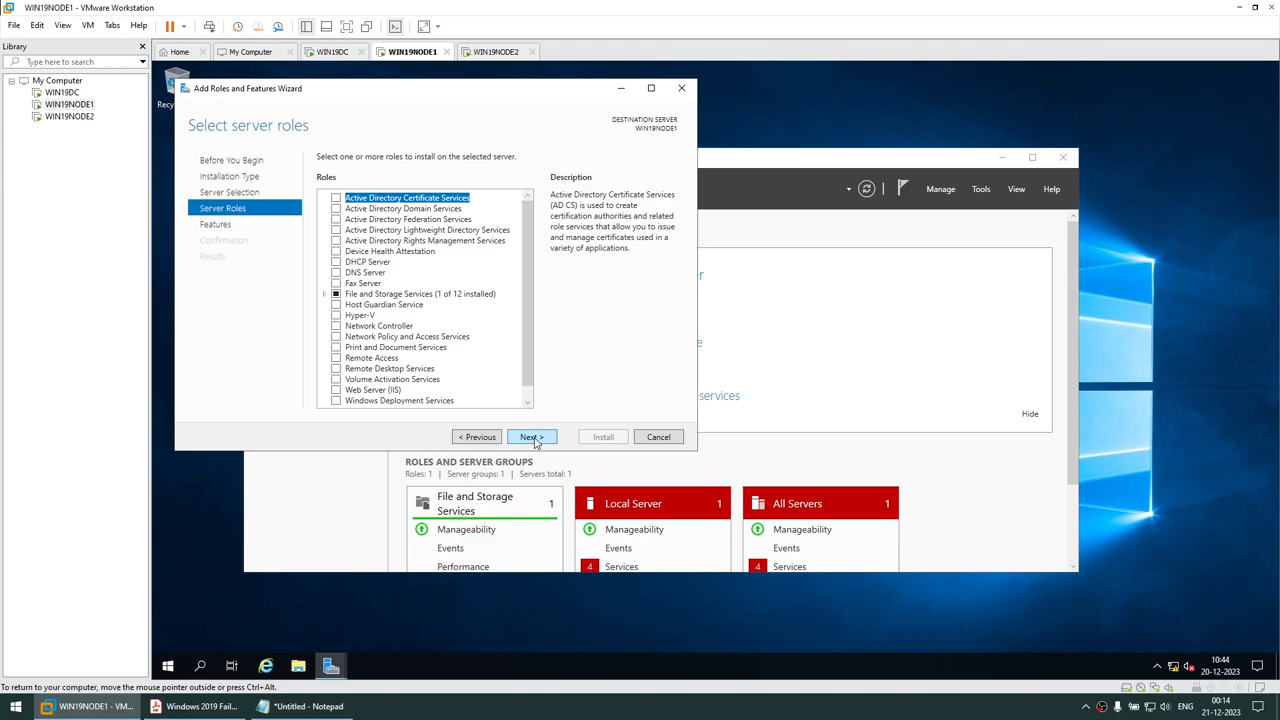 WIN19NODE1 - VMware Workstation
File Edit View VM Tabs Help
Library
Type here to search
My Computer
WIN19DC
WIN19NODE1
WIN19NODE2
Home
My Computer
WIN19DC
WIN19NODE1
WIN19NODE2
Recy
Add Roles and Features Wizard
Select server roles
DESTINATION SERVER
WIN19NODE1
Before You Begin
Installation Type
Server Selection
Server Roles
Features
Confirmation
Results
Select one or more roles to install on the selected server.
Roles
Active Directory Certificate Services
Active Directory Domain Services
Active Directory Federation Services
Active Directory Lightweight Directory Services
Active Directory Rights Management Services
Device Health Attestation
DHCP Server
DNS Server
Fax Server
File and Storage Services (1 of 12 installed)
Host Guardian Service
Hyper-V
Network Controller
Network Policy and Access Services
Print and Document Services
Remote Access
Remote Desktop Services
Volume Activation Services
Web Server (IIS)
Windows Deployment Services
Description
Active Directory Certificate Services
(AD CS) is used to create
certification authorities and related
role services that allow you to issue
and manage certificates used in a
variety of applications.
< Previous
Next >
Install
Cancel
Manage Tools View Help
r
e
services
Hide
ROLES AND SERVER GROUPS
Roles: 1 | Server groups: 1 | Servers total: 1
File and Storage
Services
1
Manageability
Events
Performance
Local Server
1
Manageability
Events
4 Services
All Servers
1
Manageability
Events
4 Services
10:44
20-12-2023
To return to your computer, move the mouse pointer outside or press Ctrl+Alt.
WIN19NODE1 - VM...
Windows 2019 Fail...
*Untitled - Notepad
ENG
00:14
21-12-2023